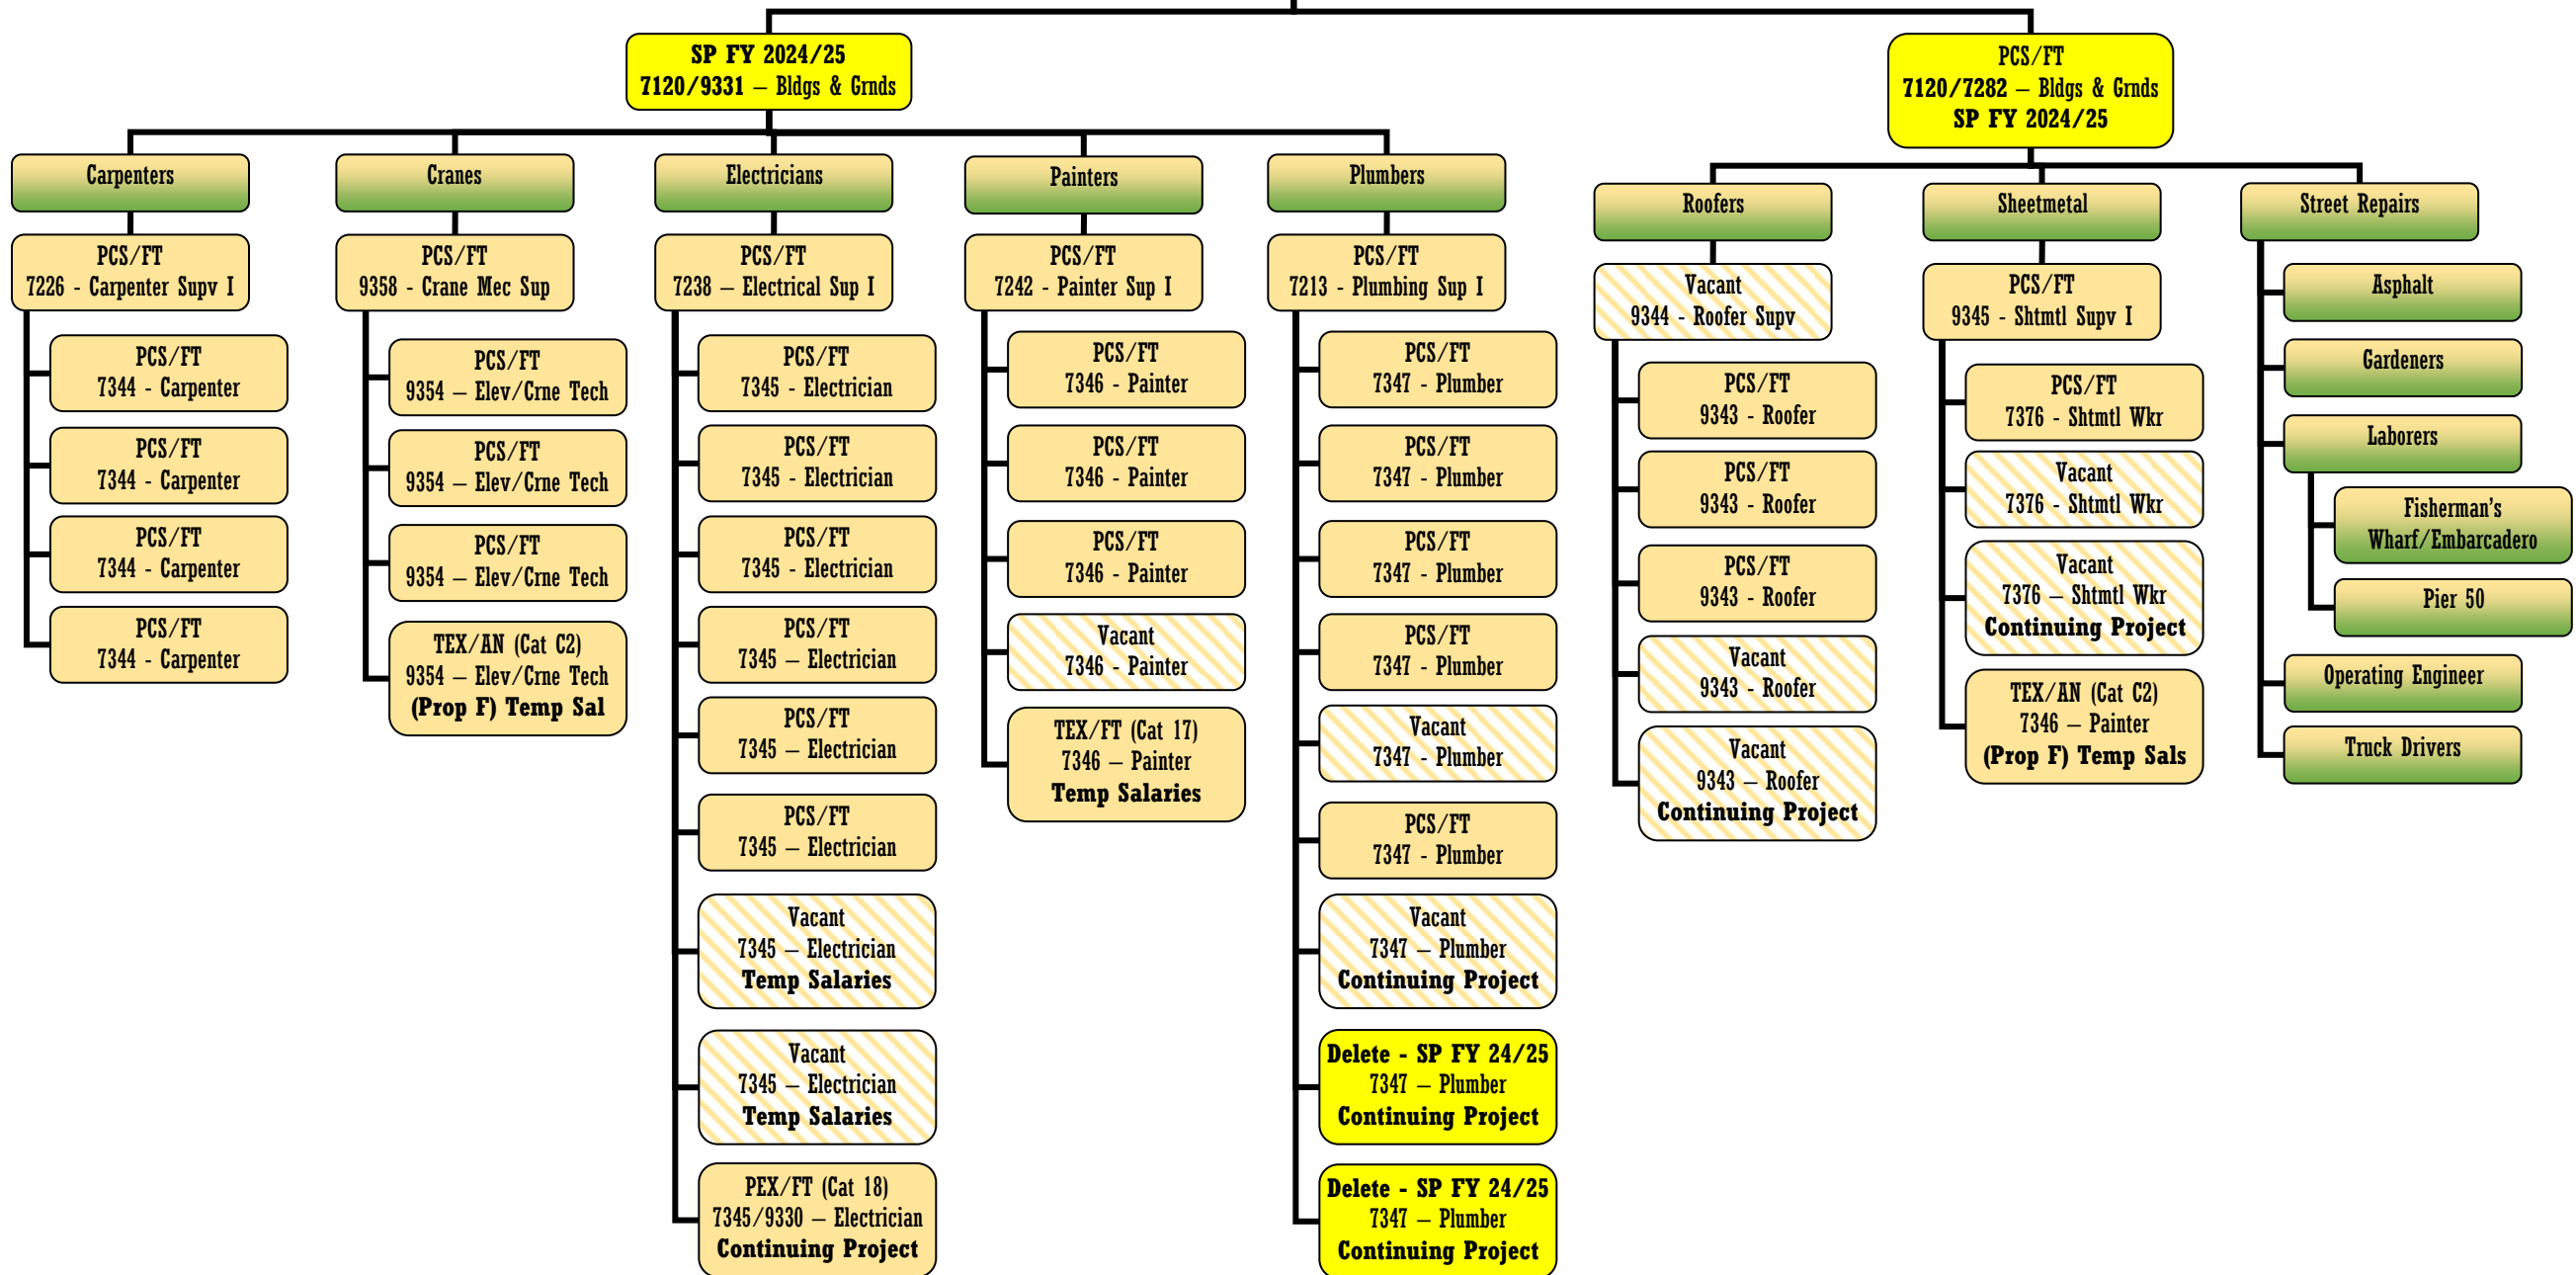 SP FY 2024/25
7120/9331 – Bldgs & Grnds
PCS/FT
7120/7282 – Bldgs & Grnds
SP FY 2024/25
Carpenters
PCS/FT
7226 - Carpenter Supv I
PCS/FT
7344 - Carpenter
PCS/FT
7344 - Carpenter
PCS/FT
7344 - Carpenter
PCS/FT
7344 - Carpenter
Cranes
PCS/FT
9358 - Crane Mec Sup
PCS/FT
9354 – Elev/Crne Tech
PCS/FT
9354 – Elev/Crne Tech
PCS/FT
9354 – Elev/Crne Tech
TEX/AN (Cat C2)
9354 – Elev/Crne Tech
(Prop F) Temp Sal
Electricians
PCS/FT
7238 – Electrical Sup I
PCS/FT
7345 - Electrician
PCS/FT
7345 - Electrician
PCS/FT
7345 - Electrician
PCS/FT
7345 – Electrician
PCS/FT
7345 – Electrician
PCS/FT
7345 – Electrician
Vacant
7345 – Electrician
Temp Salaries
Vacant
7345 – Electrician
Temp Salaries
PEX/FT (Cat 18)
7345/9330 – Electrician
Continuing Project
Painters
PCS/FT
7242 - Painter Sup I
PCS/FT
7346 - Painter
PCS/FT
7346 - Painter
PCS/FT
7346 - Painter
Vacant
7346 - Painter
TEX/FT (Cat 17)
7346 – Painter
Temp Salaries
Plumbers
PCS/FT
7213 - Plumbing Sup I
PCS/FT
7347 - Plumber
PCS/FT
7347 - Plumber
PCS/FT
7347 - Plumber
PCS/FT
7347 - Plumber
Vacant
7347 - Plumber
PCS/FT
7347 - Plumber
Vacant
7347 – Plumber
Continuing Project
Delete - SP FY 24/25
7347 – Plumber
Continuing Project
Delete - SP FY 24/25
7347 – Plumber
Continuing Project
Roofers
Vacant
9344 - Roofer Supv
PCS/FT
9343 - Roofer
PCS/FT
9343 - Roofer
PCS/FT
9343 - Roofer
Vacant
9343 - Roofer
Vacant
9343 – Roofer
Continuing Project
Sheetmetal
PCS/FT
9345 - Shtmtl Supv I
PCS/FT
7376 - Shtmtl Wkr
Vacant
7376 - Shtmtl Wkr
Vacant
7376 – Shtmtl Wkr
Continuing Project
TEX/AN (Cat C2)
7346 – Painter
(Prop F) Temp Sals
Street Repairs
Asphalt
Gardeners
Laborers
Fisherman's
Wharf/Embarcadero
Pier 50
Operating Engineer
Truck Drivers